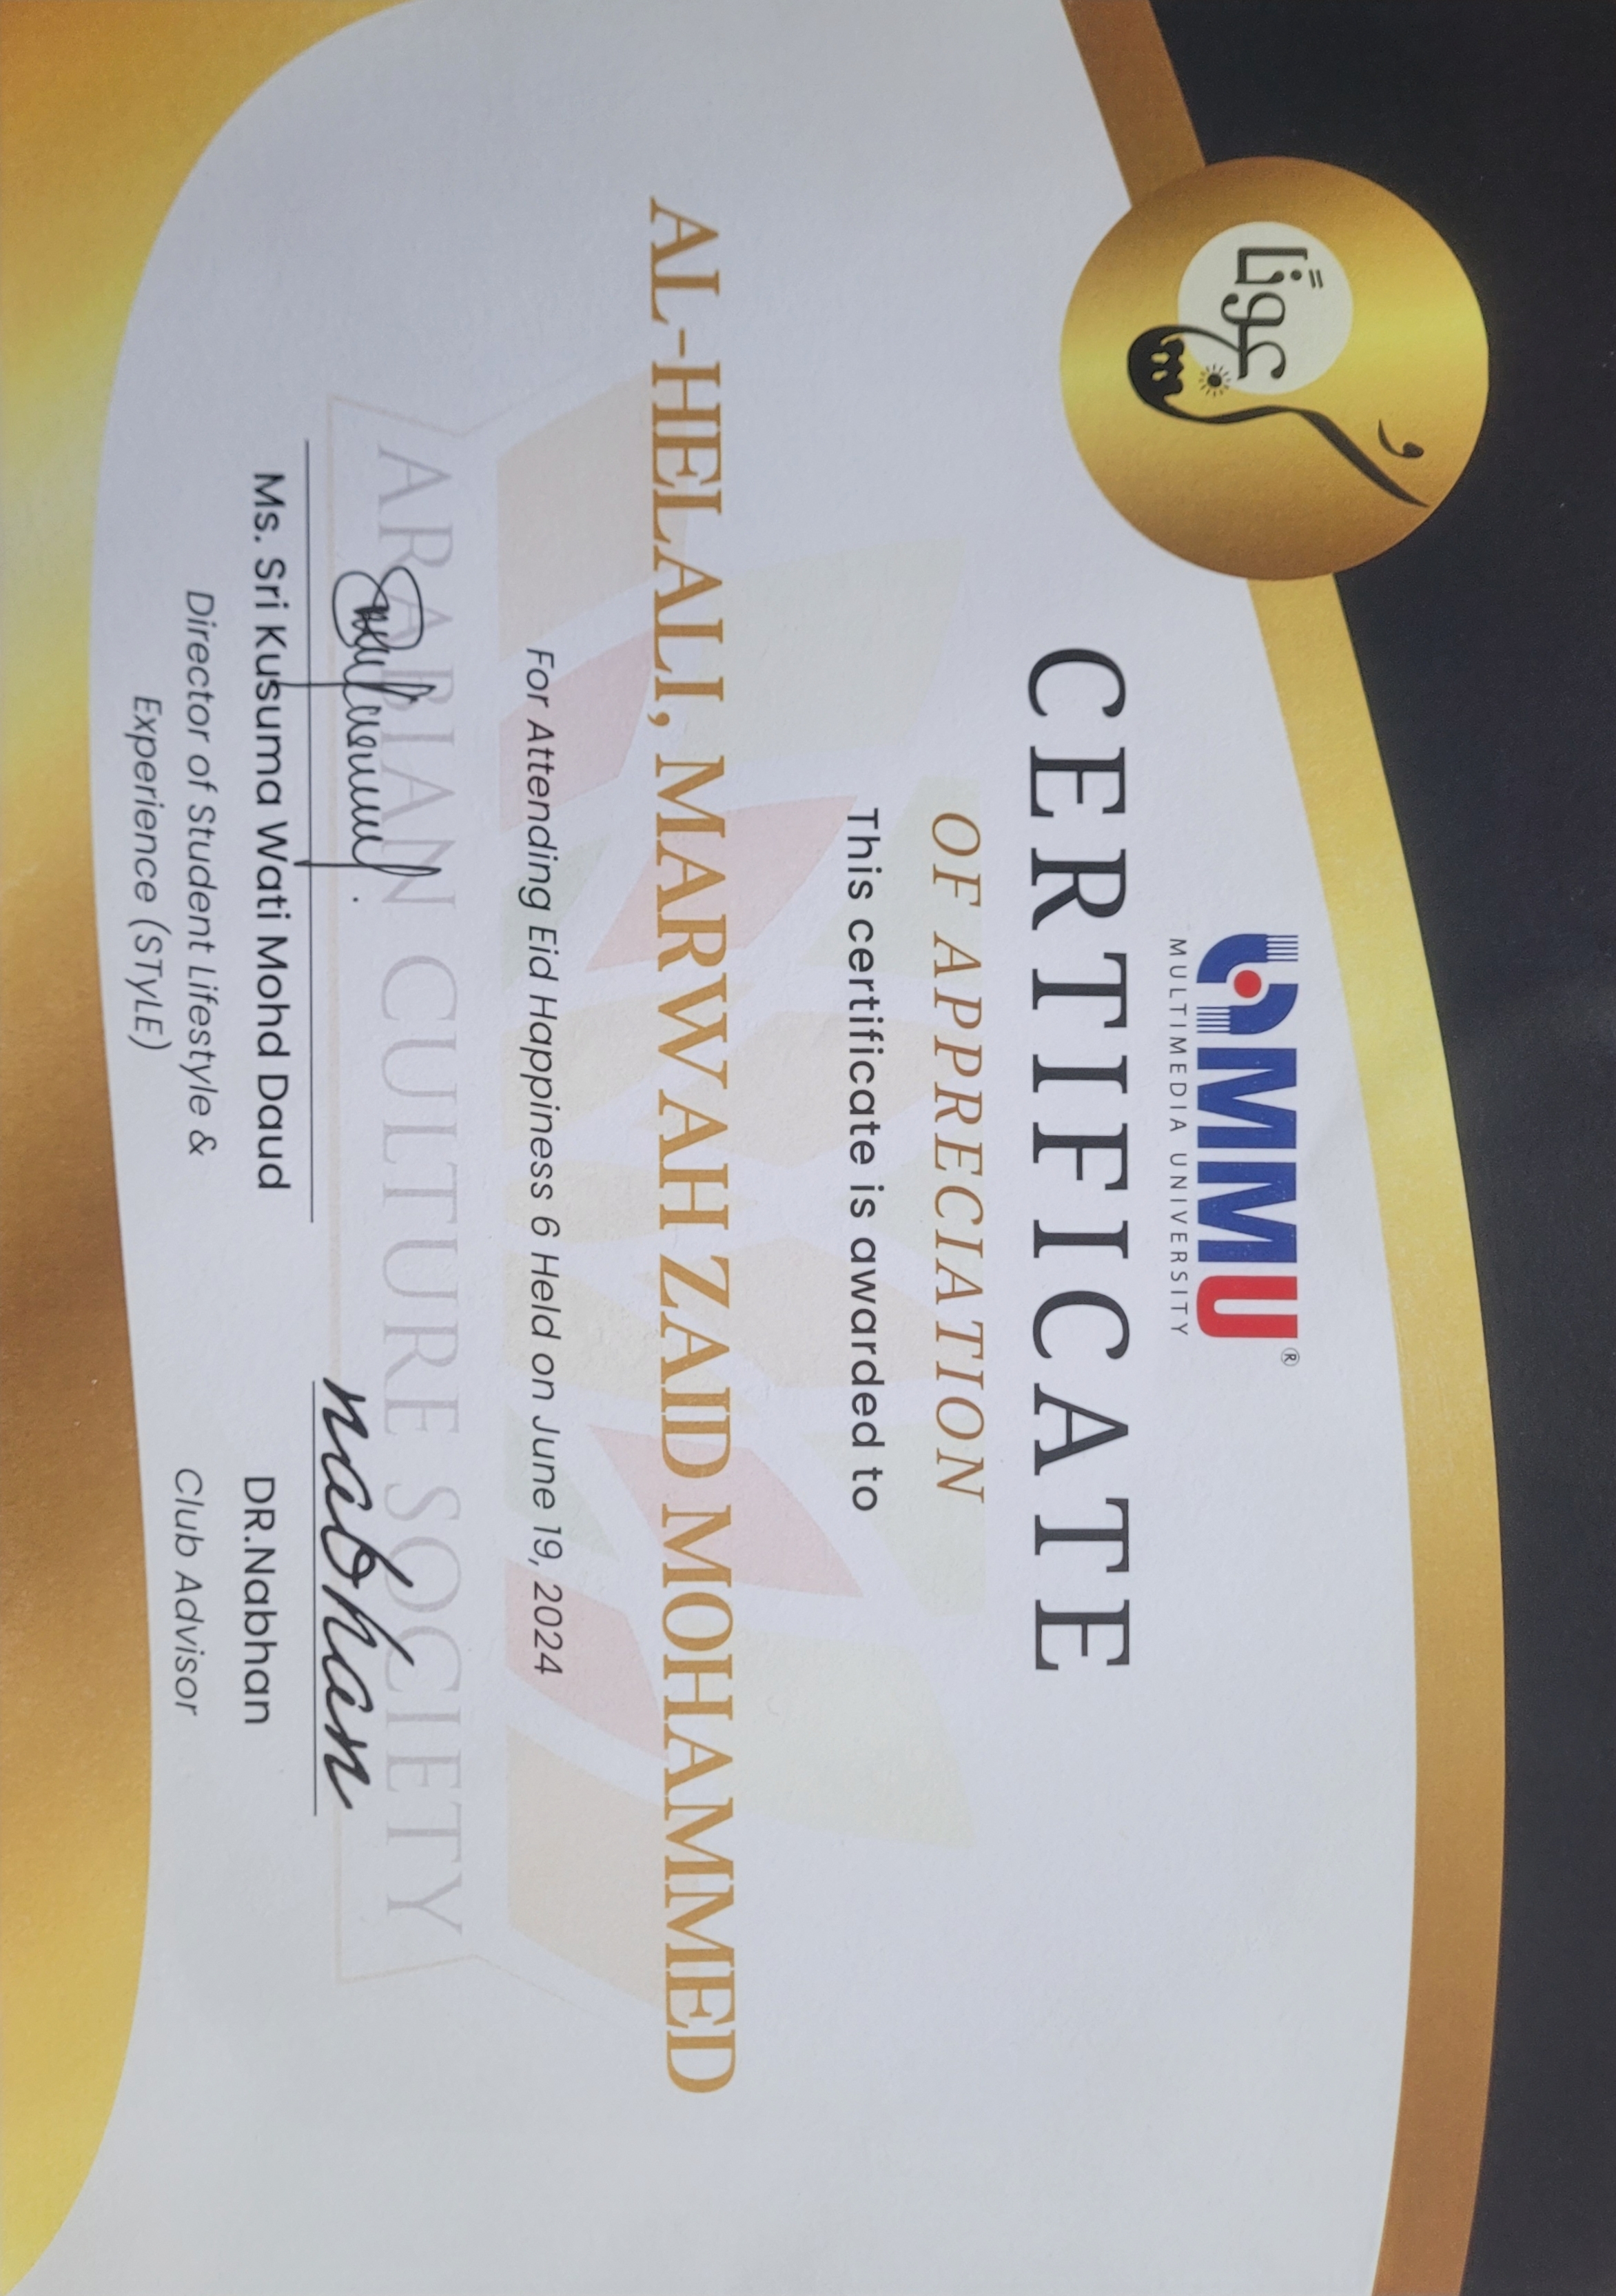 كُن
عونًا
MMU®
MULTIMEDIA UNIVERSITY
CERTIFICATE
OF APPRECIATION
This certificate is awarded to
AL-HELALI, MARWAH ZAID MOHAMMED
For Attending Eid Happiness 6 Held on June 19, 2024
ARABIAN CULTURE SOCIETY
nabhan
Ms. Sri Kusuma Wati Mohd Daud
DR.Nabhan
Director of Student Lifestyle &
Club Advisor
Experience (STyLE)